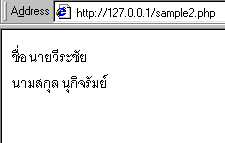 Address http://127.0.0.1/sample2.php
ชื่อ นายวีระชัย
นามสกุล นุกิจรัมย์